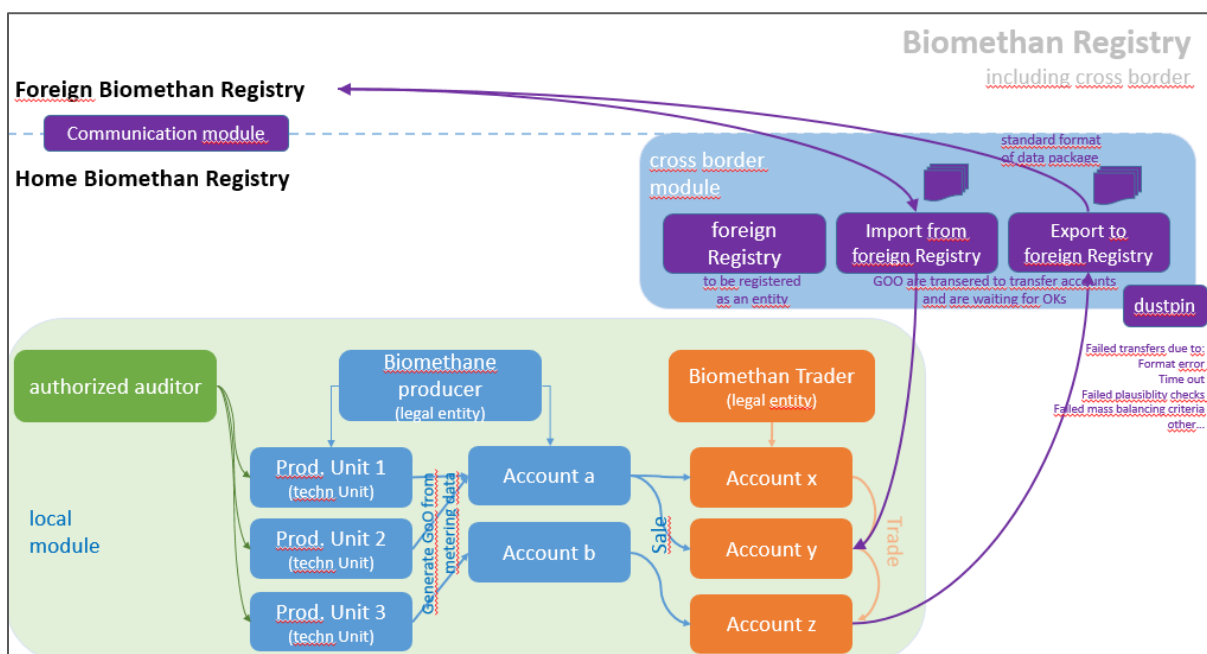 Biomethan Registry
including cross border
Foreign Biomethan Registry
Communication module
Home Biomethan Registry
cross border
module
standard format
of data package
foreign
Registry
to be registered
as an entity
Import from
foreign Registry
Export to
foreign Registry
GOO are transered to transfer accounts
and are waiting for OKs
dustpin
Failed transfers due to:
Format error
Time out
Failed plausiblity checks
Failed mass balancing criteria
other...
authorized auditor
Biomethane
producer
(legal entity)
Biomethan Trader
(legal entity)
local
module
Prod. Unit 1
(techn Unit)
Prod. Unit 2
(techn Unit)
Prod. Unit 3
(techn Unit)
Generate GoO from
metering data
Account a
Account b
Sale
Account x
Account y
Account z
Trade